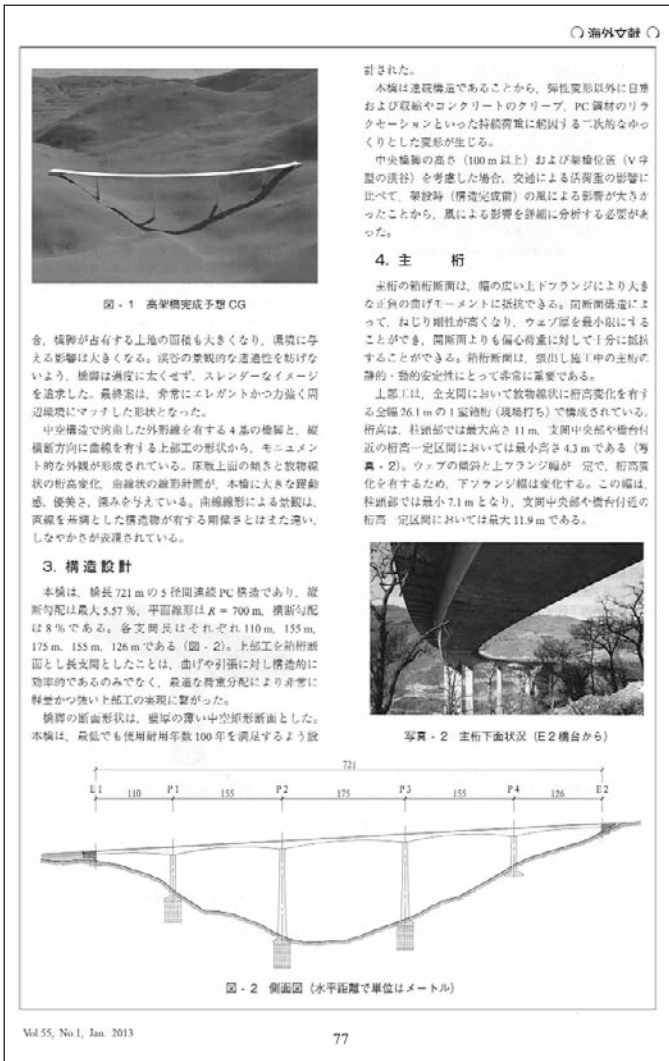 ○ 海外文献 ○
図 - 1 高架橋完成予想 CG
合，橋脚が占有する土地の面積も大きくなり，環境に与
える影響は大きくなる。渓谷の景観的な透過性を妨げな
いよう，橋脚は過度に太くせず，スレンダーなイメージ
を追求した。最終案は，非常にエレガントかつ力強く周
辺環境にマッチした形状となった。
中空構造で湾曲した外形線を有する 4 基の橋脚と，縦
横断方向に曲線を有する上部工の形状から，モニュメン
ト的な外観が形成されている。床版上面の傾きと放物線
状の桁高変化，曲線状の線形計画が，本橋に大きな躍動
感，優美さ，深みを与えている。曲線線形による景観は，
直線を基調とした構造物が有する剛健さとはまた違い，
しなやかさが表現されている。
3. 構造設計
本橋は，橋長 721 m の 5 径間連続 PC 構造であり，縦
断勾配は最大 5.57 %，平面線形は R = 700 m，横断勾配
は 8 % である。各支間長はそれぞれ 110 m，155 m，
175 m，155 m，126 m である（図 - 2）。上部工を箱桁断
面とし長支間としたことは，曲げや引張に対し構造的に
効率的であるのみでなく，最適な荷重分配により非常に
軽量かつ強い上部工の実現に繋がった。
橋脚の断面形状は，壁厚の薄い中空矩形断面とした。
本橋は，最低でも使用耐用年数 100 年を満足するよう設
計された。
本橋は連続構造であることから，弾性変形以外に自重
および収縮やコンクリートのクリープ，PC 鋼材のリラ
クセーションといった持続荷重に起因する二次的なゆっ
くりとした変形が生じる。
中央橋脚の高さ（100 m 以上）および架橋位置（V 字
型の渓谷）を考慮した場合，交通による活荷重の影響に
比べて，架設時（構造完成前）の風による影響が大きか
ったことから，風による影響を詳細に分析する必要があ
った。
4. 主 桁
主桁の箱桁断面は，幅の広い上下フランジにより大き
な正負の曲げモーメントに抵抗できる。閉断面構造によ
って，ねじり剛性が高くなり，ウェブ厚を最小限にする
ことができ，開断面よりも偏心荷重に対して十分に抵抗
することができる。箱桁断面は，張出し施工中の主桁の
静的・動的安定性にとって非常に重要である。
上部工は，全支間において放物線状に桁高変化を有す
る全幅 26.1 m の 1 室箱桁（現場打ち）で構成されている。
桁高は，柱頭部では最大高さ 11 m，支間中央部や橋台付
近の桁高一定区間においては最小高さ 4.3 m である（写
真 - 2）。ウェブの傾斜と上フランジ幅が一定で，桁高変
化を有するため，下フランジ幅は変化する。この幅は，
柱頭部では最小 7.1 m となり，支間中央部や橋台付近の
桁高一定区間においては最大 11.9 m である。
写真 - 2 主桁下面状況（E 2 橋台から）
721
E 1 110 P 1 155 P 2 175 P 3 155 P 4 126 E 2
図 - 2 側面図（水平距離で単位はメートル）
Vol.55, No.1, Jan. 2013
77